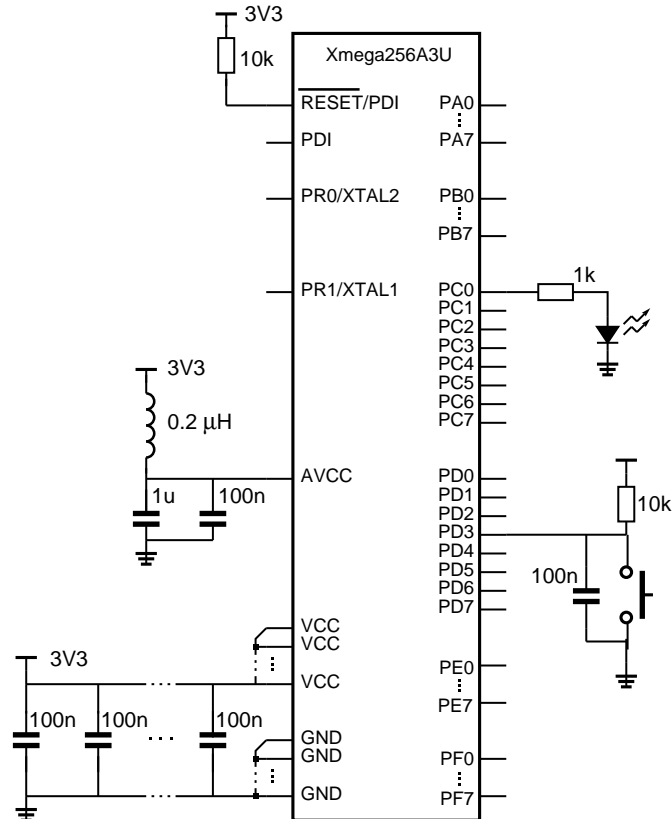 3V3
10k
Xmega256A3U
RESET/PDI
PDI
PR0/XTAL2
PR1/XTAL1
3V3
0.2 μH
AVCC
1u
100n
VCC
VCC
3V3
VCC
100n
100n
100n
GND
GND
GND
PA0
PA7
PB0
PB7
PC0
PC1
PC2
PC3
PC4
PC5
PC6
PC7
1k
PD0
PD1
PD2
PD3
PD4
PD5
PD6
PD7
10k
100n
PE0
PE7
PF0
PF7